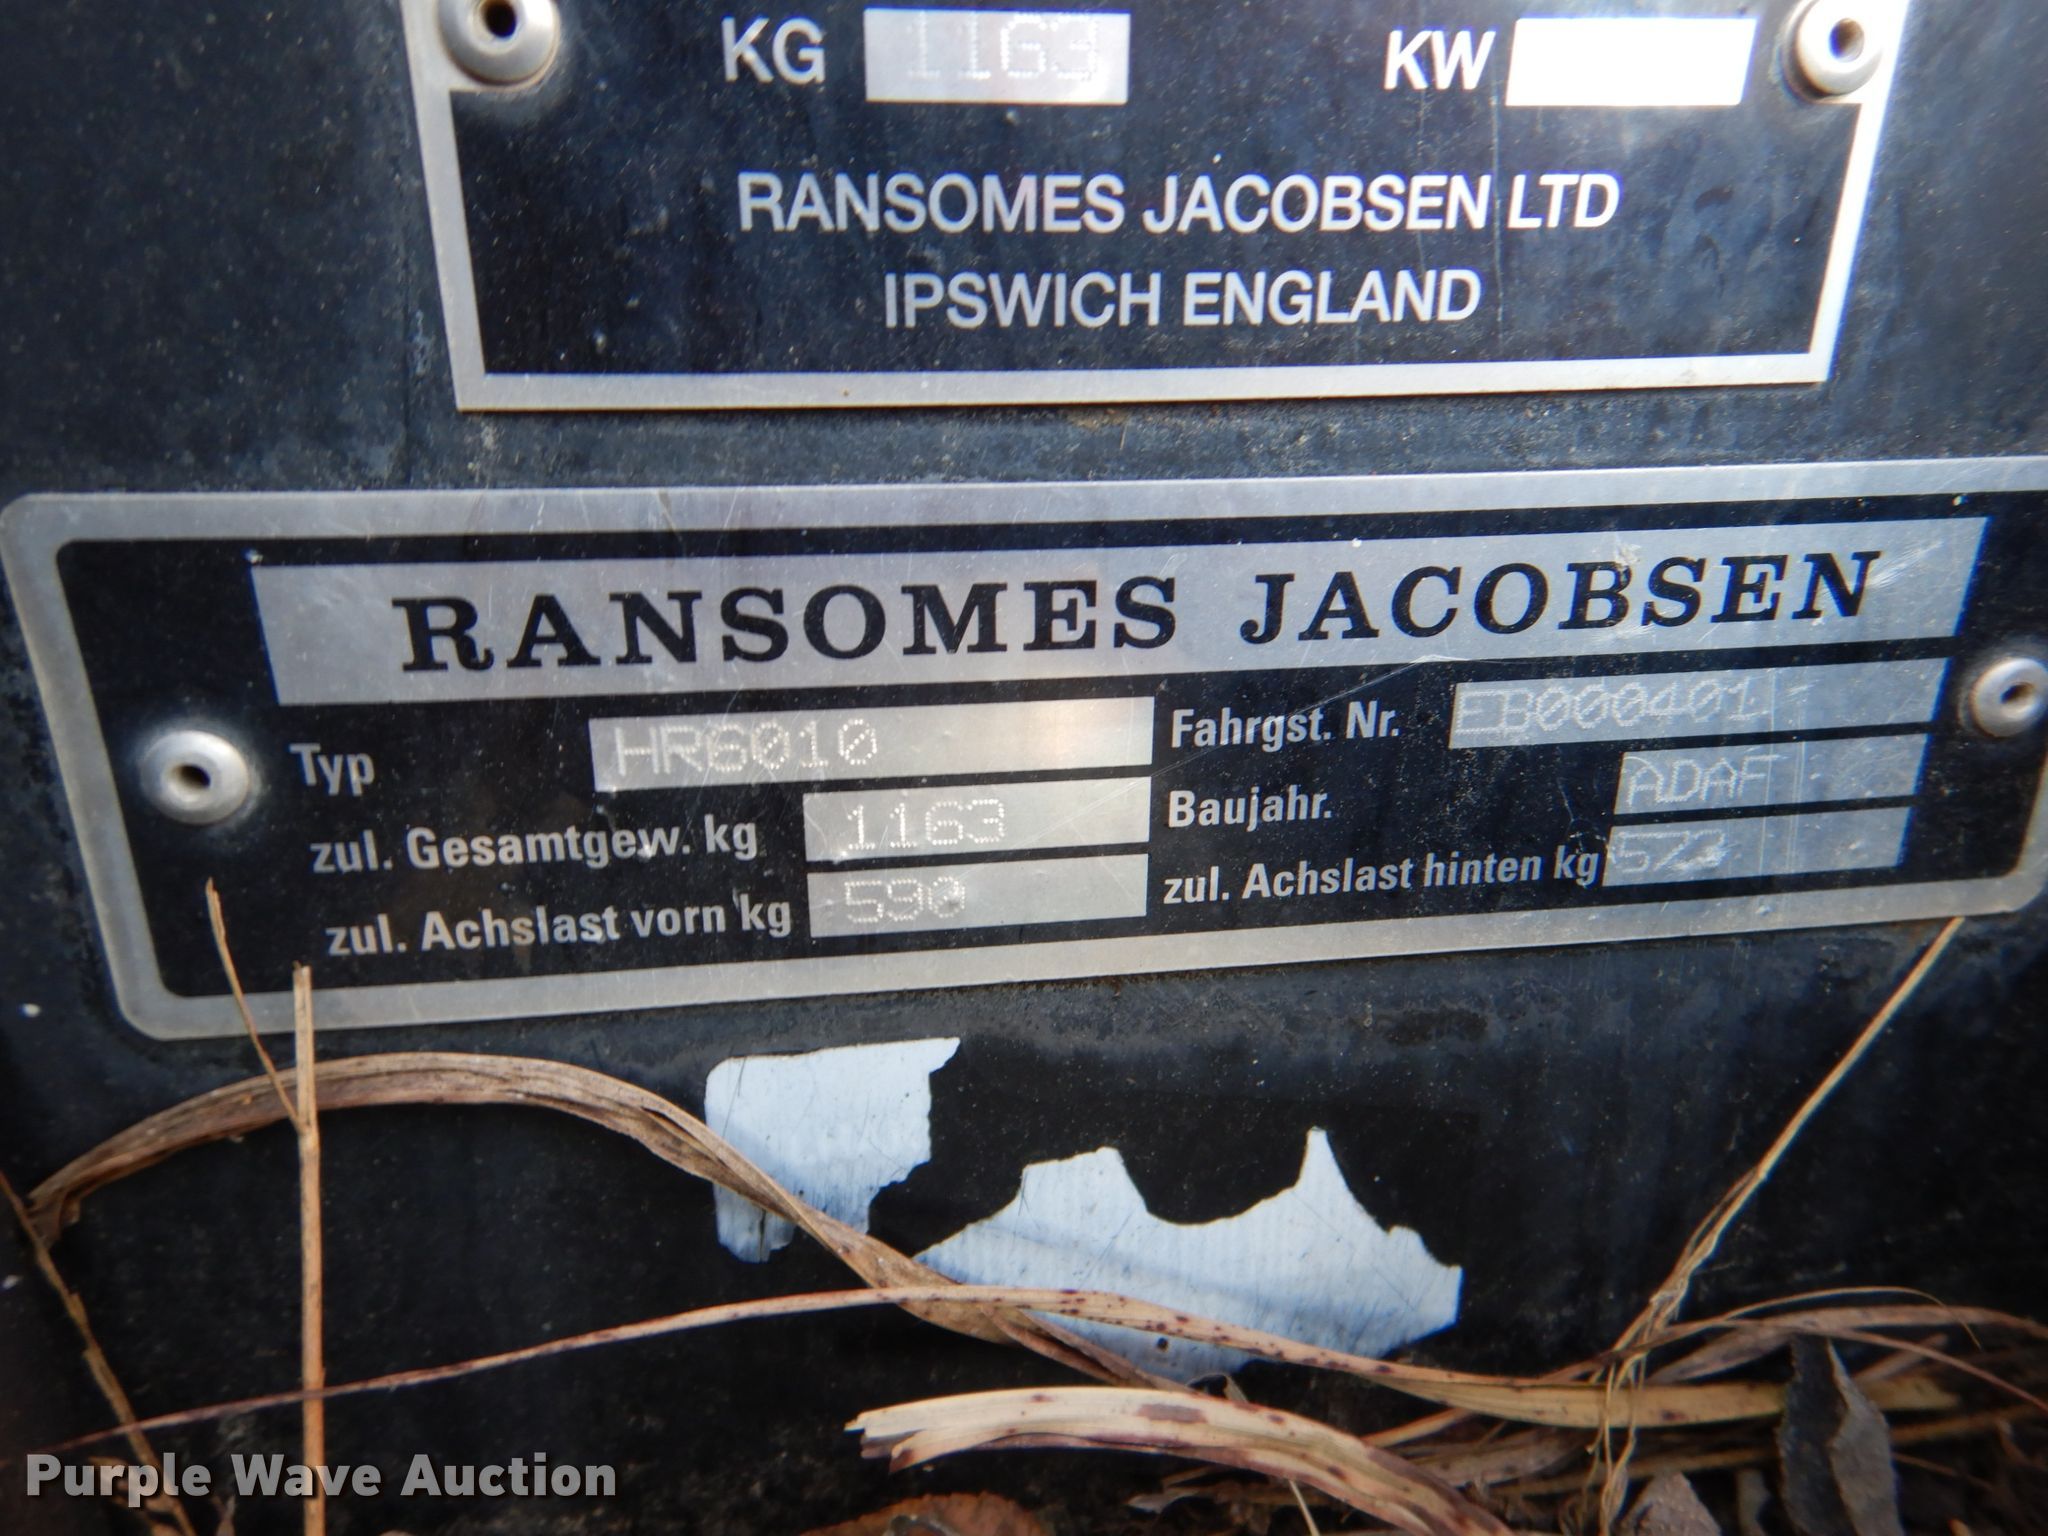 KG 1163 KW
RANSOMES JACOBSEN LTD
IPSWICH ENGLAND
RANSOMES JACOBSEN
Typ HR6010 Fahrgst. Nr. EB000401
zul. Gesamtgew. kg 1163 Baujahr. ADAF
zul. Achslast vorn kg 590 zul. Achslast hinten kg 573
Purple Wave Auction